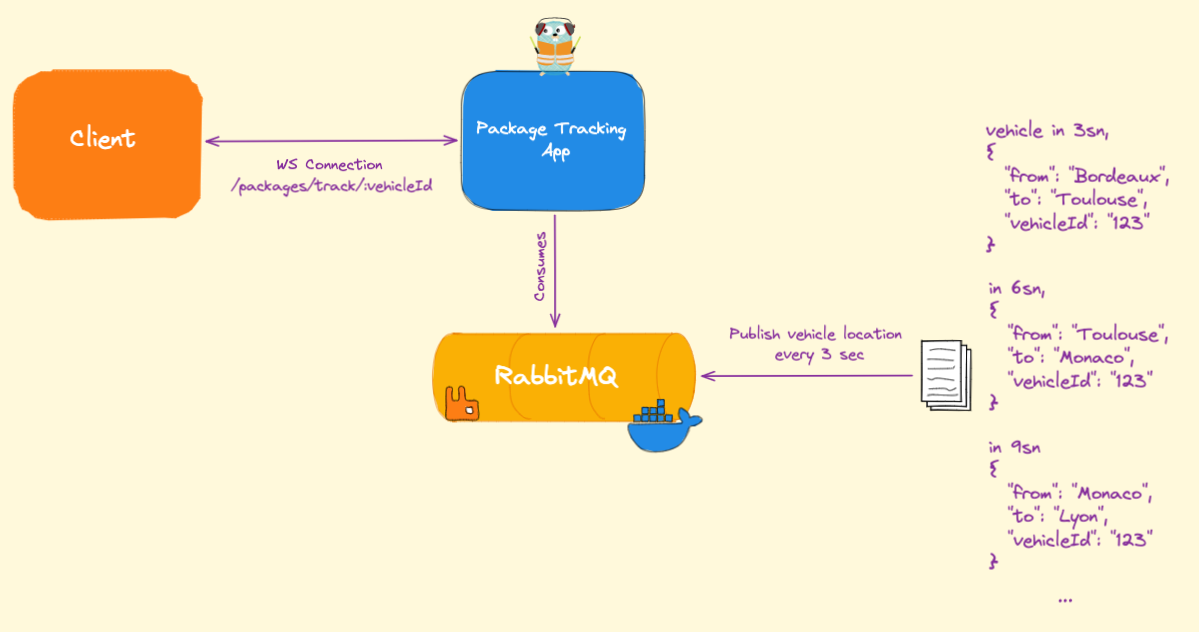 Client
WS Connection
/packages/track/:vehicleId
Package Tracking
App
Consumes
RabbitMQ
Publish vehicle location
every 3 sec
vehicle in 3sn,
{
"from": "Bordeaux",
"to": "Toulouse",
"vehicleId": "123"
}
in 6sn,
{
"from": "Toulouse",
"to": "Monaco",
"vehicleId": "123"
}
in 9sn
{
"from": "Monaco",
"to": "Lyon",
"vehicleId": "123"
}
...